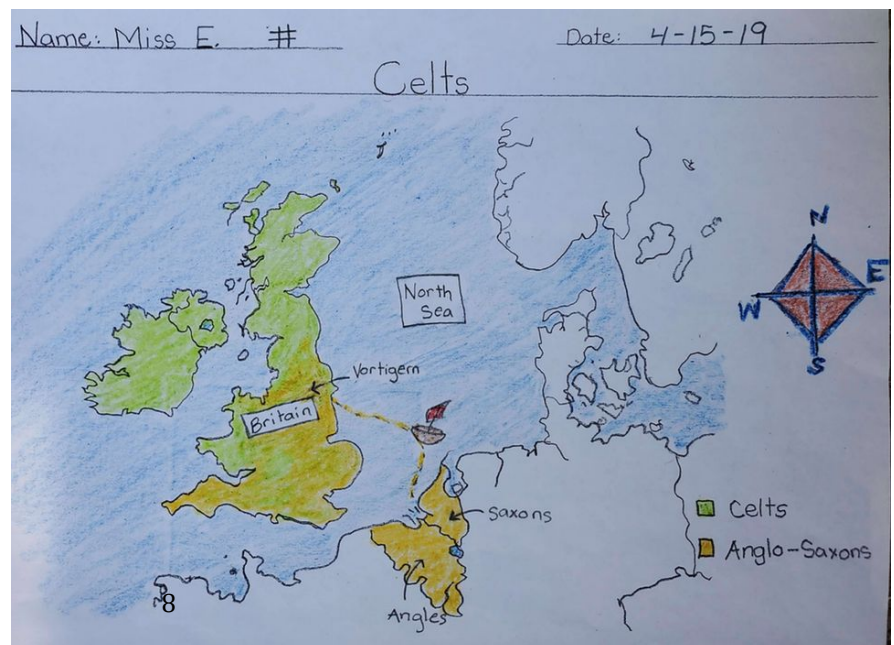 Name: Miss E. #
Date: 4-15-19
Celts
N
W
E
S
North
Sea
Vortigern
Britain
Saxons
Angles
Celts
Anglo-Saxons
8